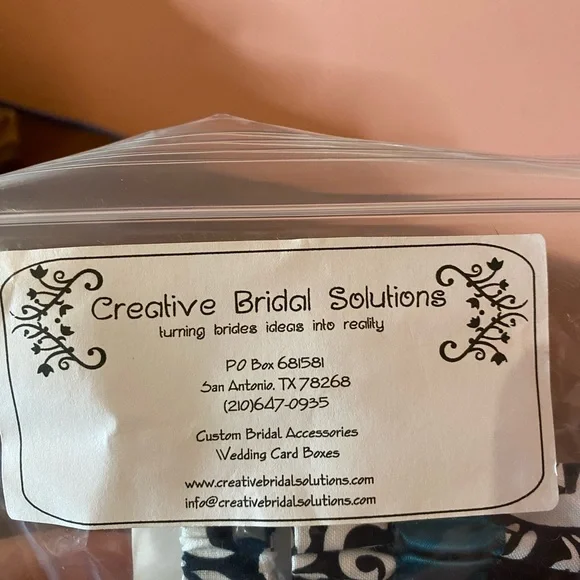 Creative Bridal Solutions
turning brides ideas into reality
PO Box 681581
San Antonio, TX 78268
(210)647-0935
Custom Bridal Accessories
Wedding Card Boxes
www.creativebridalsolutions.com
info@creativebridalsolutions.com